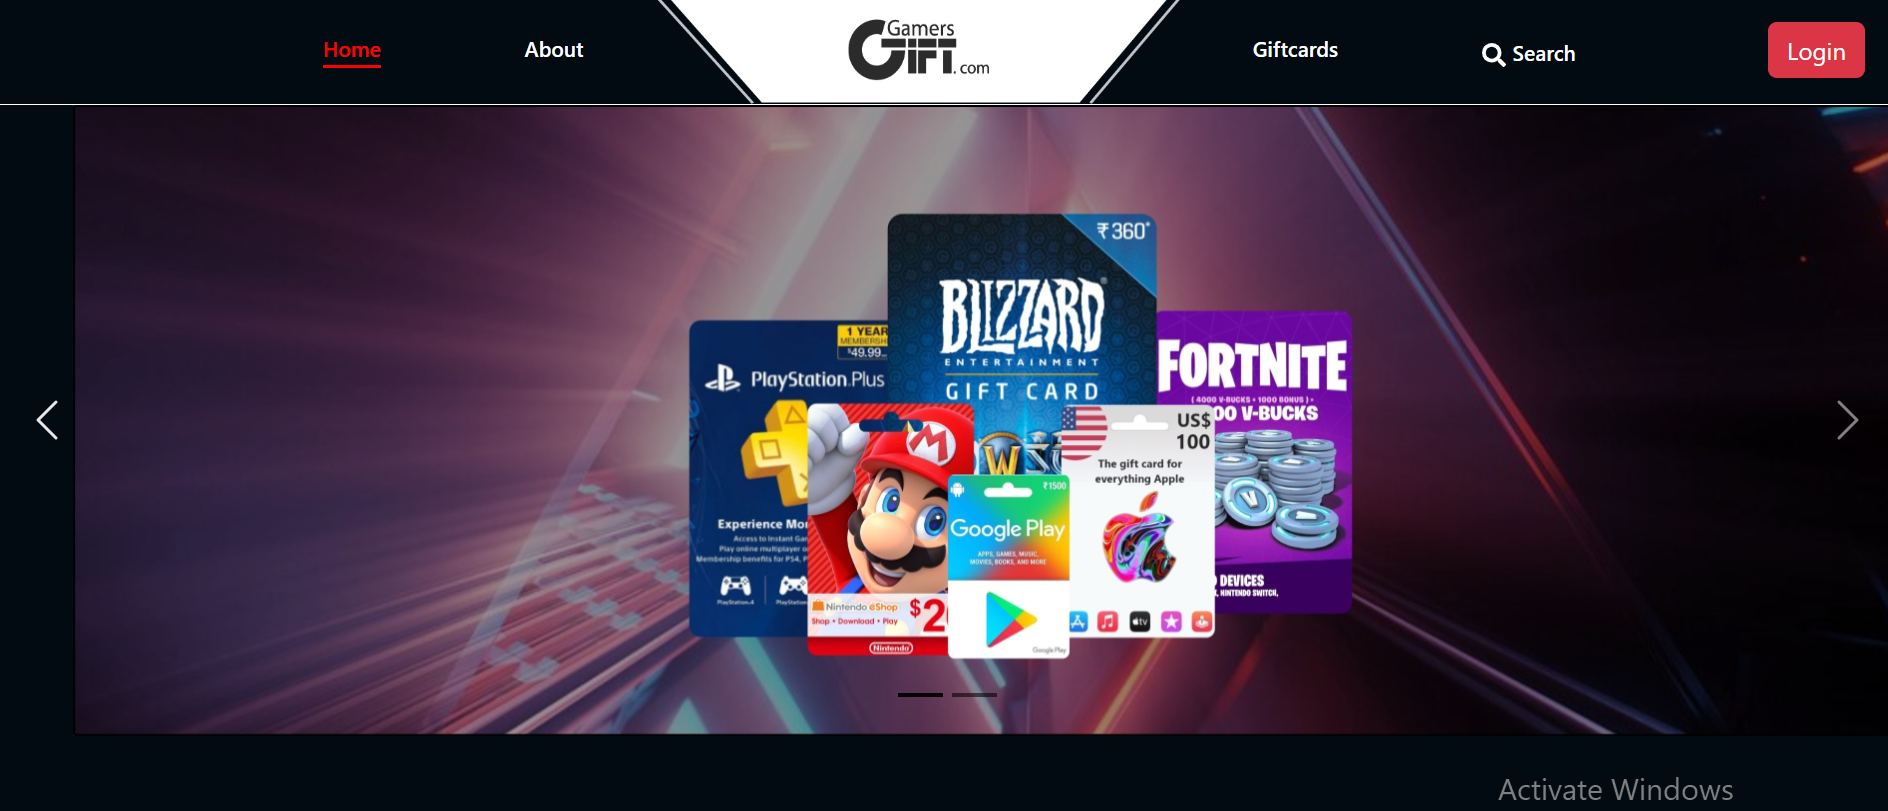 Home
About
Gamers
GIFT.com
Giftcards
Search
Login
₹360*
BLIZZARD
ENTERTAINMENT
GIFT CARD
1 YEAR
MEMBERSH
$49.99
PlayStation.Plus
Experience Mo
Access to Instant Ga
Play online multiplayer o
Membership benefits for PS4, P
PlayStation.4
PlayStation
FORTNITE
( 4000 V-BUCKS + 1000 BONUS )
00 V-BUCKS
DEVICES
NINTENDO SWITCH,
M
Nintendo eShop
Shop • Download • Play
$2
Nintendo
W
₹1500
Google Play
APPS, GAMES, MUSIC,
MOVIES, BOOKS, AND MORE
Google Play
US$
100
The gift card for
everything Apple
tv
V
Activate Windows